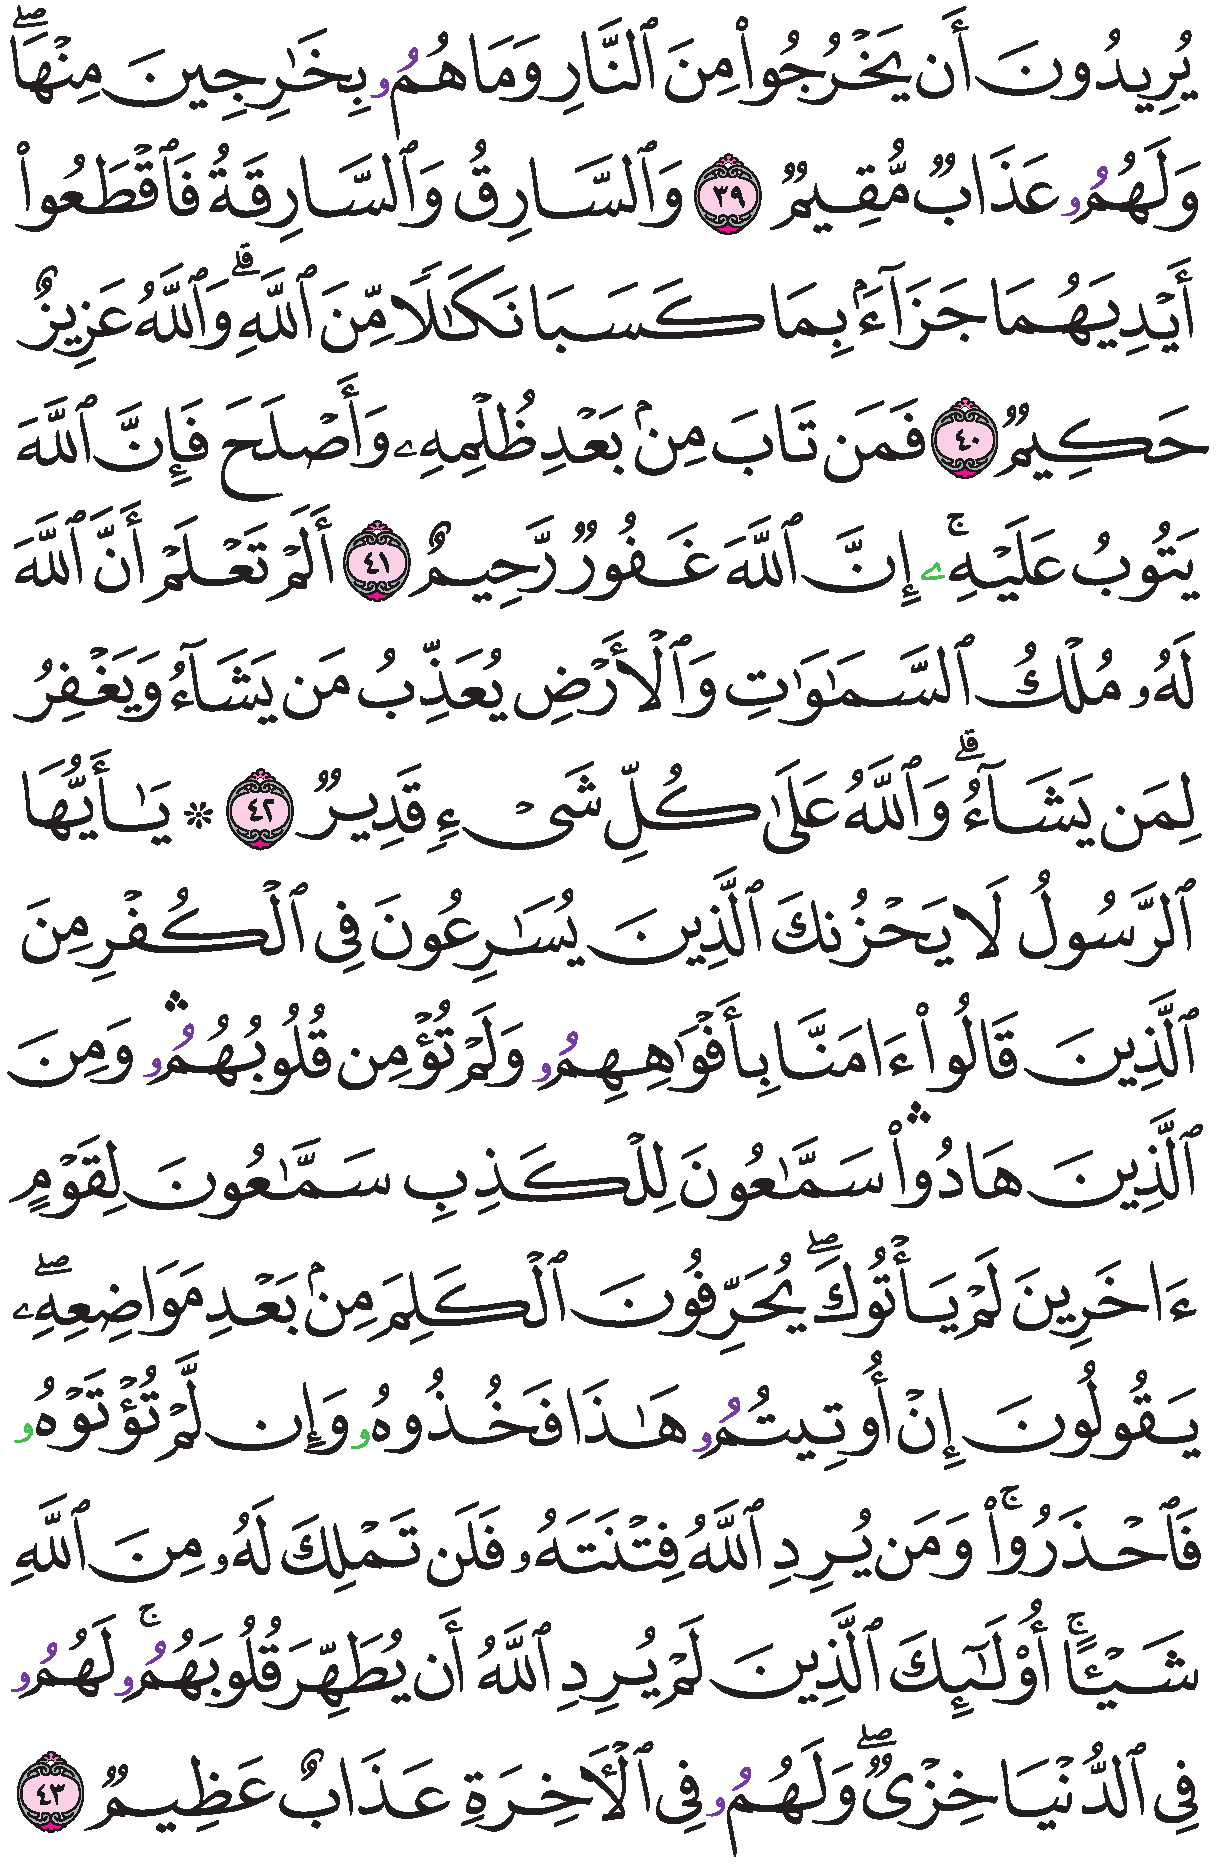 يُرِيدُونَ أَن يَخۡرُجُواْ مِنَ ٱلنَّارِ وَمَا هُمُۥ بِخَٰرِجِينَ مِنۡهَاۖ
وَلَهُمُۥ عَذَابٞ مُّقِيمٞ ٣٩ وَٱلسَّارِقُ وَٱلسَّارِقَةُ فَٱقۡطَعُواْ
أَيۡدِيَهُمَا جَزَآءَۢ بِمَا كَسَبَا نَكَٰلٗا مِّنَ ٱللَّهِۗ وَٱللَّهُ عَزِيزٌ
حَكِيمٞ ٤٠ فَمَن تَابَ مِنۢ بَعۡدِ ظُلۡمِهِۦ وَأَصۡلَحَ فَإِنَّ ٱللَّهَ
يَتُوبُ عَلَيۡهِۦۚ إِنَّ ٱللَّهَ غَفُورٞ رَّحِيمٌ ٤١ أَلَمۡ تَعۡلَمۡ أَنَّ ٱللَّهَ
لَهُۥ مُلۡكُ ٱلسَّمَٰوَٰتِ وَٱلۡأَرۡضِ يُعَذِّبُ مَن يَشَآءُ وَيَغۡفِرُ
لِمَن يَشَآءُۗ وَٱللَّهُ عَلَىٰ كُلِّ شَيۡءٖ قَدِيرٞ ٤٢ ۞ يَٰٓأَيُّهَا
ٱلرَّسُولُ لَا يَحۡزُنكَ ٱلَّذِينَ يُسَٰرِعُونَ فِي ٱلۡكُفۡرِ مِنَ
ٱلَّذِينَ قَالُوٓاْ ءَامَنَّا بِأَفۡوَٰهِهِمُۥ وَلَمۡ تُؤۡمِن قُلُوبُهُمُۥۛ وَمِنَ
ٱلَّذِينَ هَادُواْۛ سَمَّٰعُونَ لِلۡكَذِبِ سَمَّٰعُونَ لِقَوۡمٍ
ءَاخَرِينَ لَمۡ يَأۡتُوكَۖ يُحَرِّفُونَ ٱلۡكَلِمَ مِنۢ بَعۡدِ مَوَاضِعِهِۦۖ
يَقُولُونَ إِنۡ أُوتِيتُمُۥ هَٰذَا فَخُذُوهُۥ وَإِن لَّمۡ تُؤۡتَوۡهُۥ
فَٱحۡذَرُواْۚ وَمَن يُرِدِ ٱللَّهُ فِتۡنَتَهُۥ فَلَن تَمۡلِكَ لَهُۥ مِنَ ٱللَّهِ
شَيۡـًٔاۚ أُوْلَٰٓئِكَ ٱلَّذِينَ لَمۡ يُرِدِ ٱللَّهُ أَن يُطَهِّرَ قُلُوبَهُمُۥۚ لَهُمُۥ
فِي ٱلدُّنۡيَا خِزۡيٞۖ وَلَهُمُۥ فِي ٱلۡأٓخِرَةِ عَذَابٌ عَظِيمٞ ٤٣